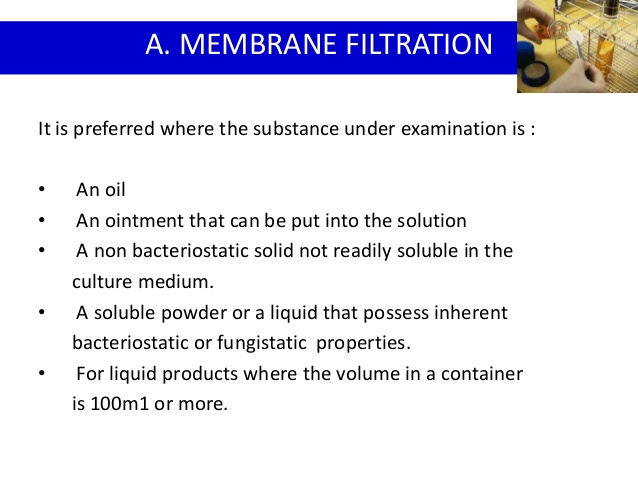 A. MEMBRANE FILTRATION
It is preferred where the substance under examination is :
• An oil
• An ointment that can be put into the solution
• A non bacteriostatic solid not readily soluble in the
culture medium.
• A soluble powder or a liquid that possess inherent
bacteriostatic or fungistatic properties.
• For liquid products where the volume in a container
is 100m1 or more.